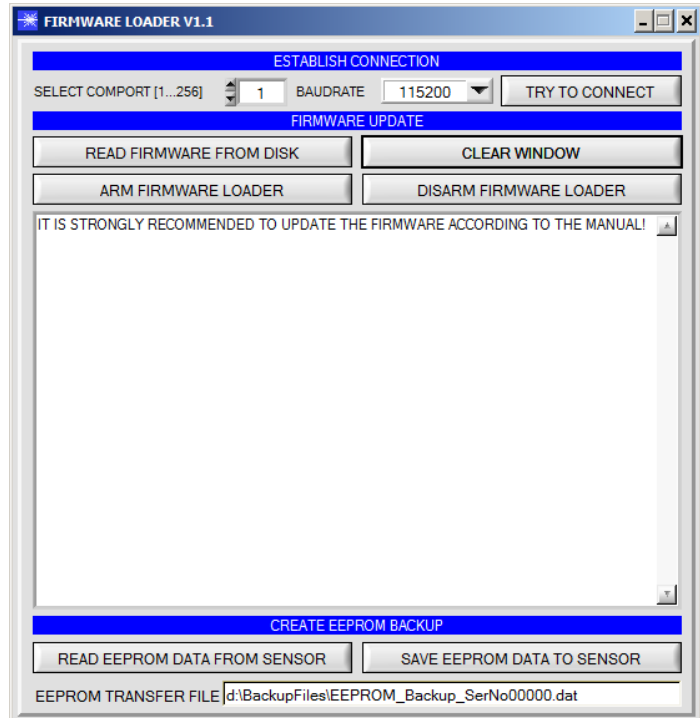 FIRMWARE LOADER V1.1
ESTABLISH CONNECTION
SELECT COMPORT [1...256] 1 BAUDRATE 115200 TRY TO CONNECT
FIRMWARE UPDATE
READ FIRMWARE FROM DISK CLEAR WINDOW
ARM FIRMWARE LOADER DISARM FIRMWARE LOADER
IT IS STRONGLY RECOMMENDED TO UPDATE THE FIRMWARE ACCORDING TO THE MANUAL!
CREATE EEPROM BACKUP
READ EEPROM DATA FROM SENSOR SAVE EEPROM DATA TO SENSOR
EEPROM TRANSFER FILE d:\BackupFiles\EEPROM_Backup_SerNo00000.dat